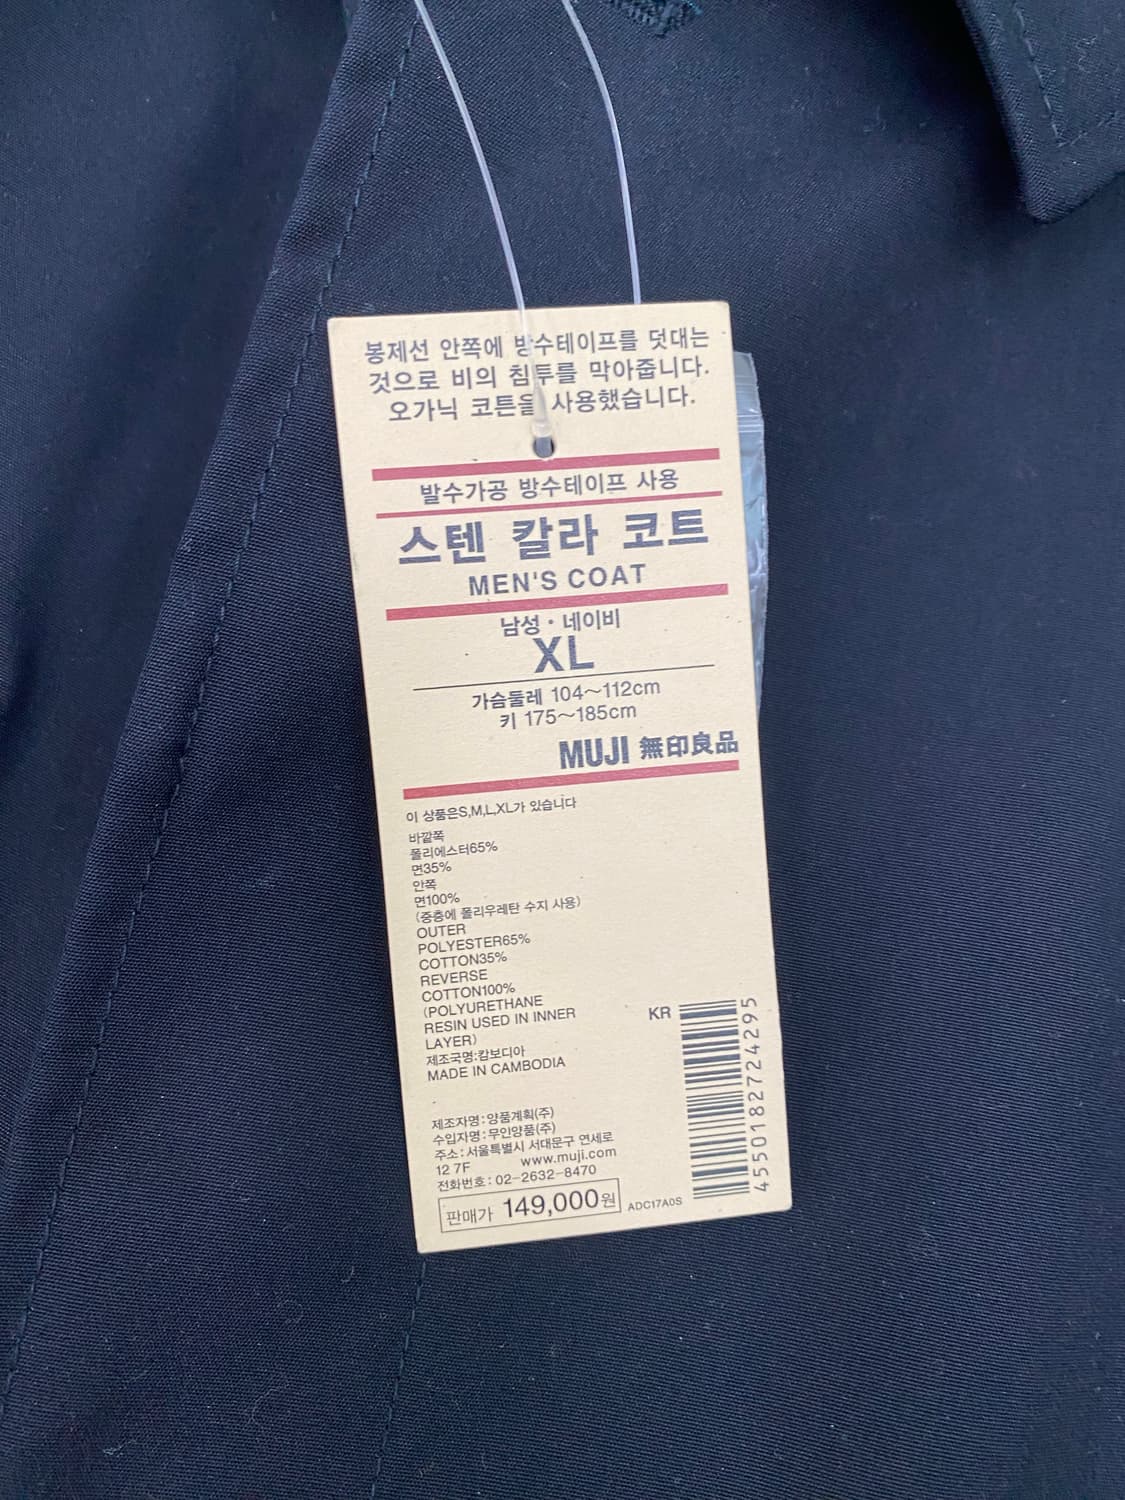 봉제선 안쪽에 방수테이프를 덧대는
것으로 비의 침투를 막아줍니다.
오가닉 코튼을 사용했습니다.
발수가공 방수테이프 사용
스텐 칼라 코트
MEN'S COAT
남성・네이비
XL
가슴둘레 104~112cm
키 175~185cm
MUJI 無印良品
이 상품은S,M,L,XL가 있습니다
바깥쪽
폴리에스터65%
면35%
안쪽
면100%
(중층에 폴리우레탄 수지 사용)
OUTER
POLYESTER65%
COTTON35%
REVERSE
COTTON100%
(POLYURETHANE
RESIN USED IN INNER
LAYER)
제조국명:캄보디아
MADE IN CAMBODIA
KR
4550182724295
제조자명:양품계획(주)
수입자명:무인양품(주)
주소:서울특별시 서대문구 연세로
12 7F www.muji.com
전화번호:02-2632-8470
판매가 149,000원 ADC17A0S